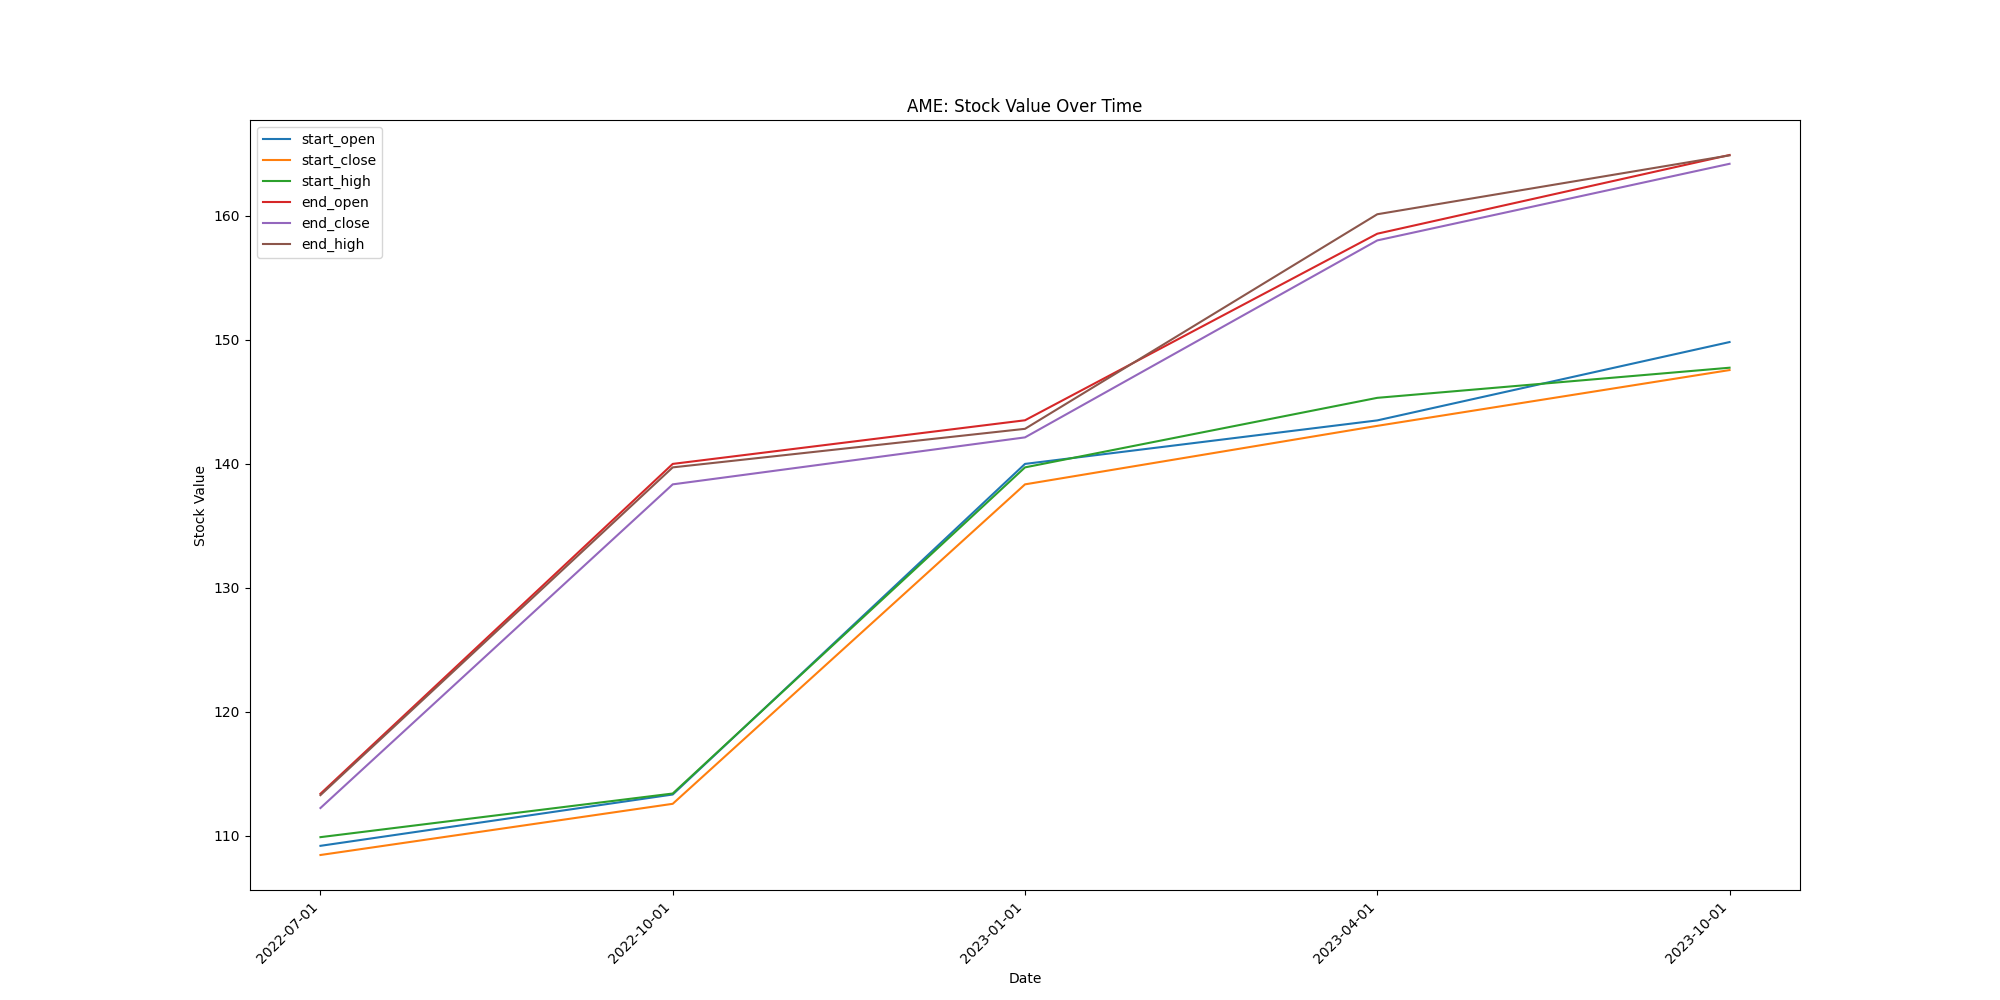 AME: Stock Value Over Time
start_open
start_close
start_high
end_open
end_close
end_high
160
150
140
130
120
110
Stock Value
2022-07-01
2022-10-01
2023-01-01
2023-04-01
2023-10-01
Date